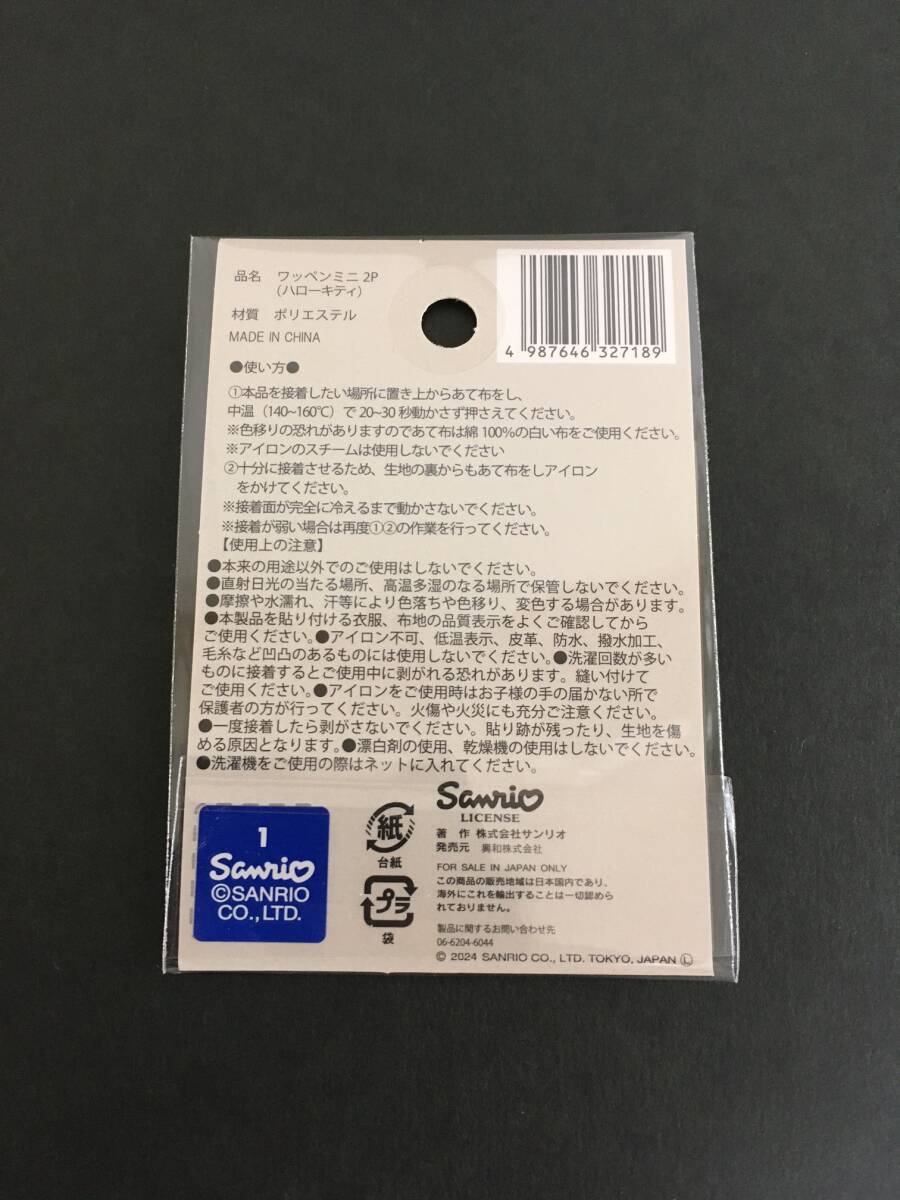 品名 ワッペンミニ 2P
(ハローキティ)
材質 ポリエステル
MADE IN CHINA
4 987646 327189
●使い方●
①本品を接着したい場所に置き上からあて布をし、
中温（140~160℃）で 20~30 秒動かさず押さえてください。
※色移りの恐れがありますのであて布は綿 100%の白い布をご使用ください。
※アイロンのスチームは使用しないでください
②十分に接着させるため、生地の裏からもあて布をしアイロン
をかけてください。
※接着面が完全に冷えるまで動かさないでください。
※接着が弱い場合は再度①②の作業を行ってください。
【使用上の注意】
●本来の用途以外でのご使用はしないでください。
●直射日光の当たる場所、高温多湿のなる場所で保管しないでください。
●摩擦や水濡れ、汗等により色落ちや色移り、変色する場合があります。
●本製品を貼り付ける衣服、布地の品質表示をよくご確認してから
ご使用ください。●アイロン不可、低温表示、皮革、防水、撥水加工、
毛糸など凹凸のあるものには使用しないでください。●洗濯回数が多い
ものに接着するとご使用中に剥がれる恐れがあります。縫い付けて
ご使用ください。●アイロンをご使用時はお子様の手の届かない所で
保護者の方が行ってください。火傷や火災にも充分ご注意ください。
●一度接着したら剥がさないでください。貼り跡が残ったり、生地を傷
める原因となります。●漂白剤の使用、乾燥機の使用はしないでください。
●洗濯機をご使用の際はネットに入れてください。
1
Sanrio
©SANRIO
CO.,LTD.
紙
台紙
プラ
袋
Sanrio
LICENSE
著 作 株式会社サンリオ
発売元 興和株式会社
FOR SALE IN JAPAN ONLY
この商品の販売地域は日本国内であり、
海外にこれを輸出することは一切認めら
れておりません。
製品に関するお問い合わせ先
06-6204-6044
© 2024 SANRIO CO., LTD. TOKYO, JAPAN Ⓛ